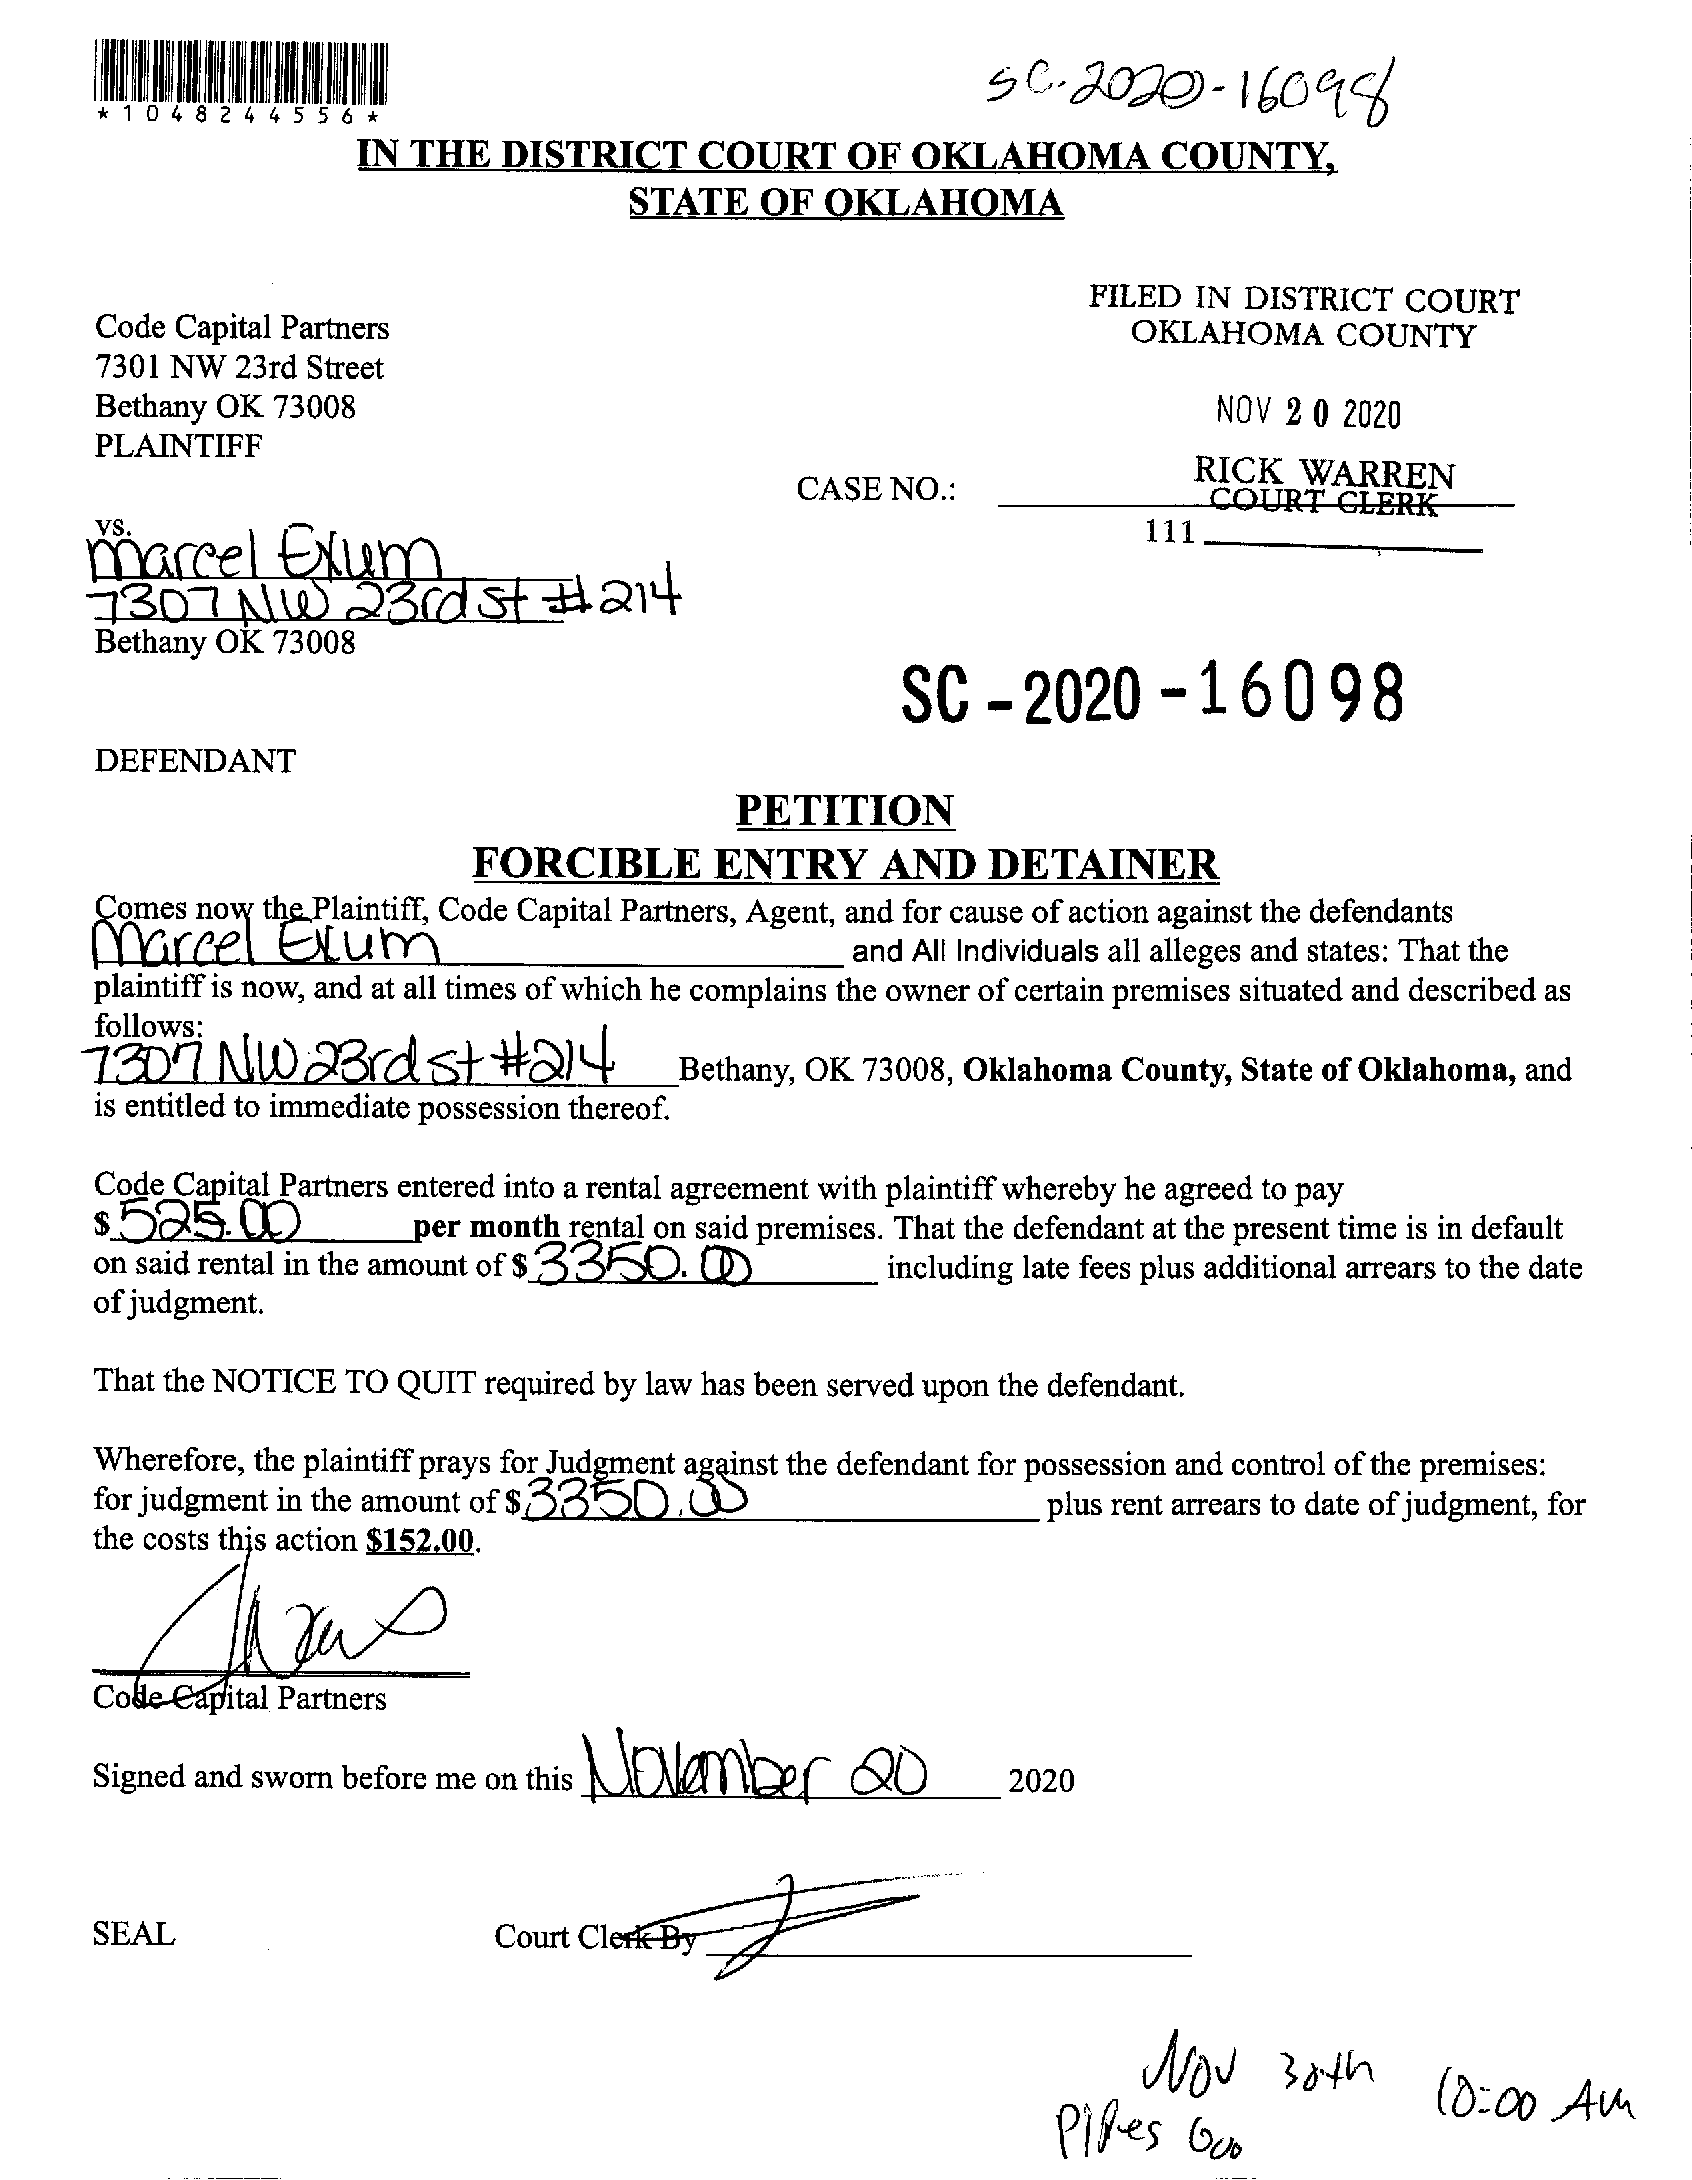 *1048244556*
SC-2020-16098
IN THE DISTRICT COURT OF OKLAHOMA COUNTY,
STATE OF OKLAHOMA
FILED IN DISTRICT COURT
OKLAHOMA COUNTY
Code Capital Partners
7301 NW 23rd Street
Bethany OK 73008
PLAINTIFF
NOV 20 2020
RICK WARREN
COURT CLERK
CASE NO.:
111
vs.
Marcel Exum
7307 NW 23rd st #214
Bethany OK 73008
SC-2020-16098
DEFENDANT
PETITION
FORCIBLE ENTRY AND DETAINER
Comes now the Plaintiff, Code Capital Partners, Agent, and for cause of action against the defendants
Marcel Exum and All Individuals all alleges and states: That the
plaintiff is now, and at all times of which he complains the owner of certain premises situated and described as
follows:
7307 NW 23rd st #214 Bethany, OK 73008, Oklahoma County, State of Oklahoma, and
is entitled to immediate possession thereof.
Code Capital Partners entered into a rental agreement with plaintiff whereby he agreed to pay
$ 525.00 per month rental on said premises. That the defendant at the present time is in default
on said rental in the amount of $ 3350.00 including late fees plus additional arrears to the date
of judgment.
That the NOTICE TO QUIT required by law has been served upon the defendant.
Wherefore, the plaintiff prays for Judgment against the defendant for possession and control of the premises:
for judgment in the amount of $ 3350.00 plus rent arrears to date of judgment, for
the costs this action $152.00.
Code Capital Partners
Signed and sworn before me on this November 20 2020
SEAL
Court Clerk By
Nov 30th 10:00 AM